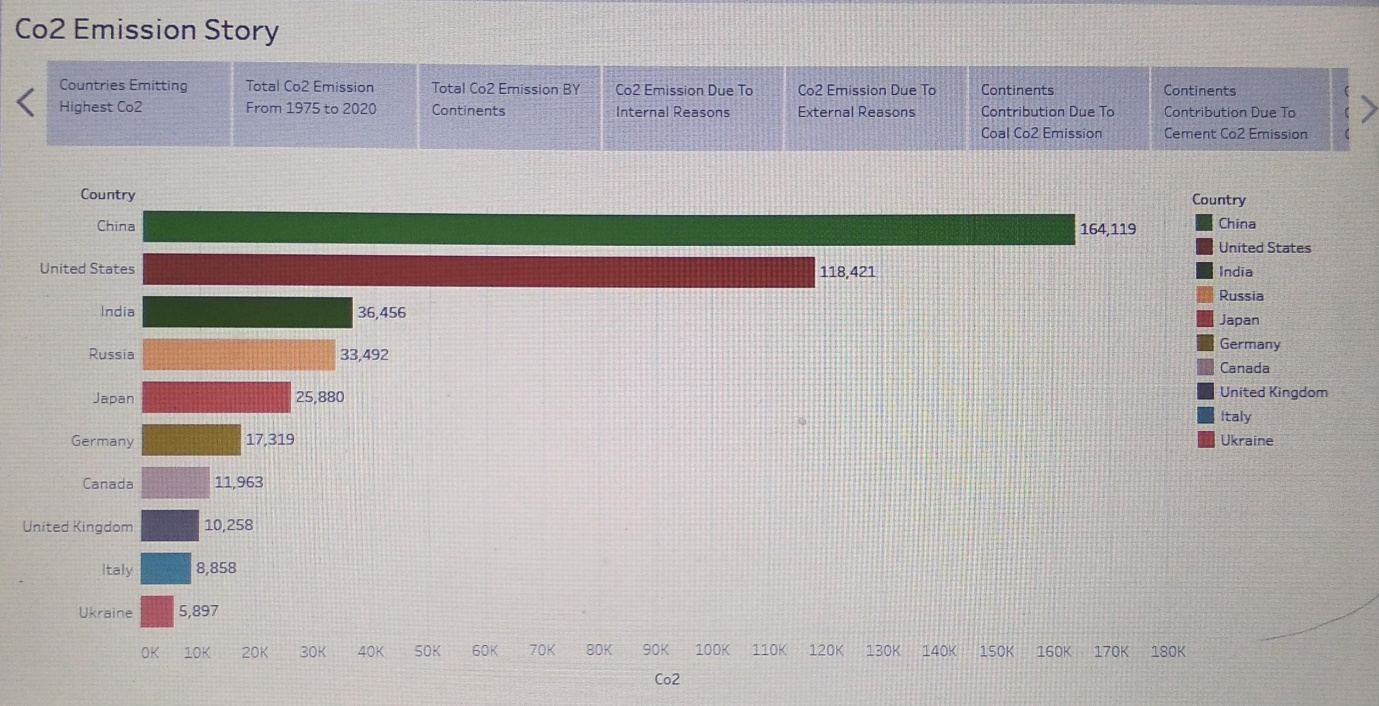 Co2 Emission Story
Countries Emitting
Highest Co2
Total Co2 Emission
From 1975 to 2020
Total Co2 Emission BY
Continents
Co2 Emission Due To
Internal Reasons
Co2 Emission Due To
External Reasons
Continents
Contribution Due To
Coal Co2 Emission
Continents
Contribution Due To
Cement Co2 Emission
Country
China 164,119
United States 118,421
India 36,456
Russia 33,492
Japan 25,880
Germany 17,319
Canada 11,963
United Kingdom 10,258
Italy 8,858
Ukraine 5,897
0K 10K 20K 30K 40K 50K 60K 70K 80K 90K 100K 110K 120K 130K 140K 150K 160K 170K 180K
Co2
Country
China
United States
India
Russia
Japan
Germany
Canada
United Kingdom
Italy
Ukraine